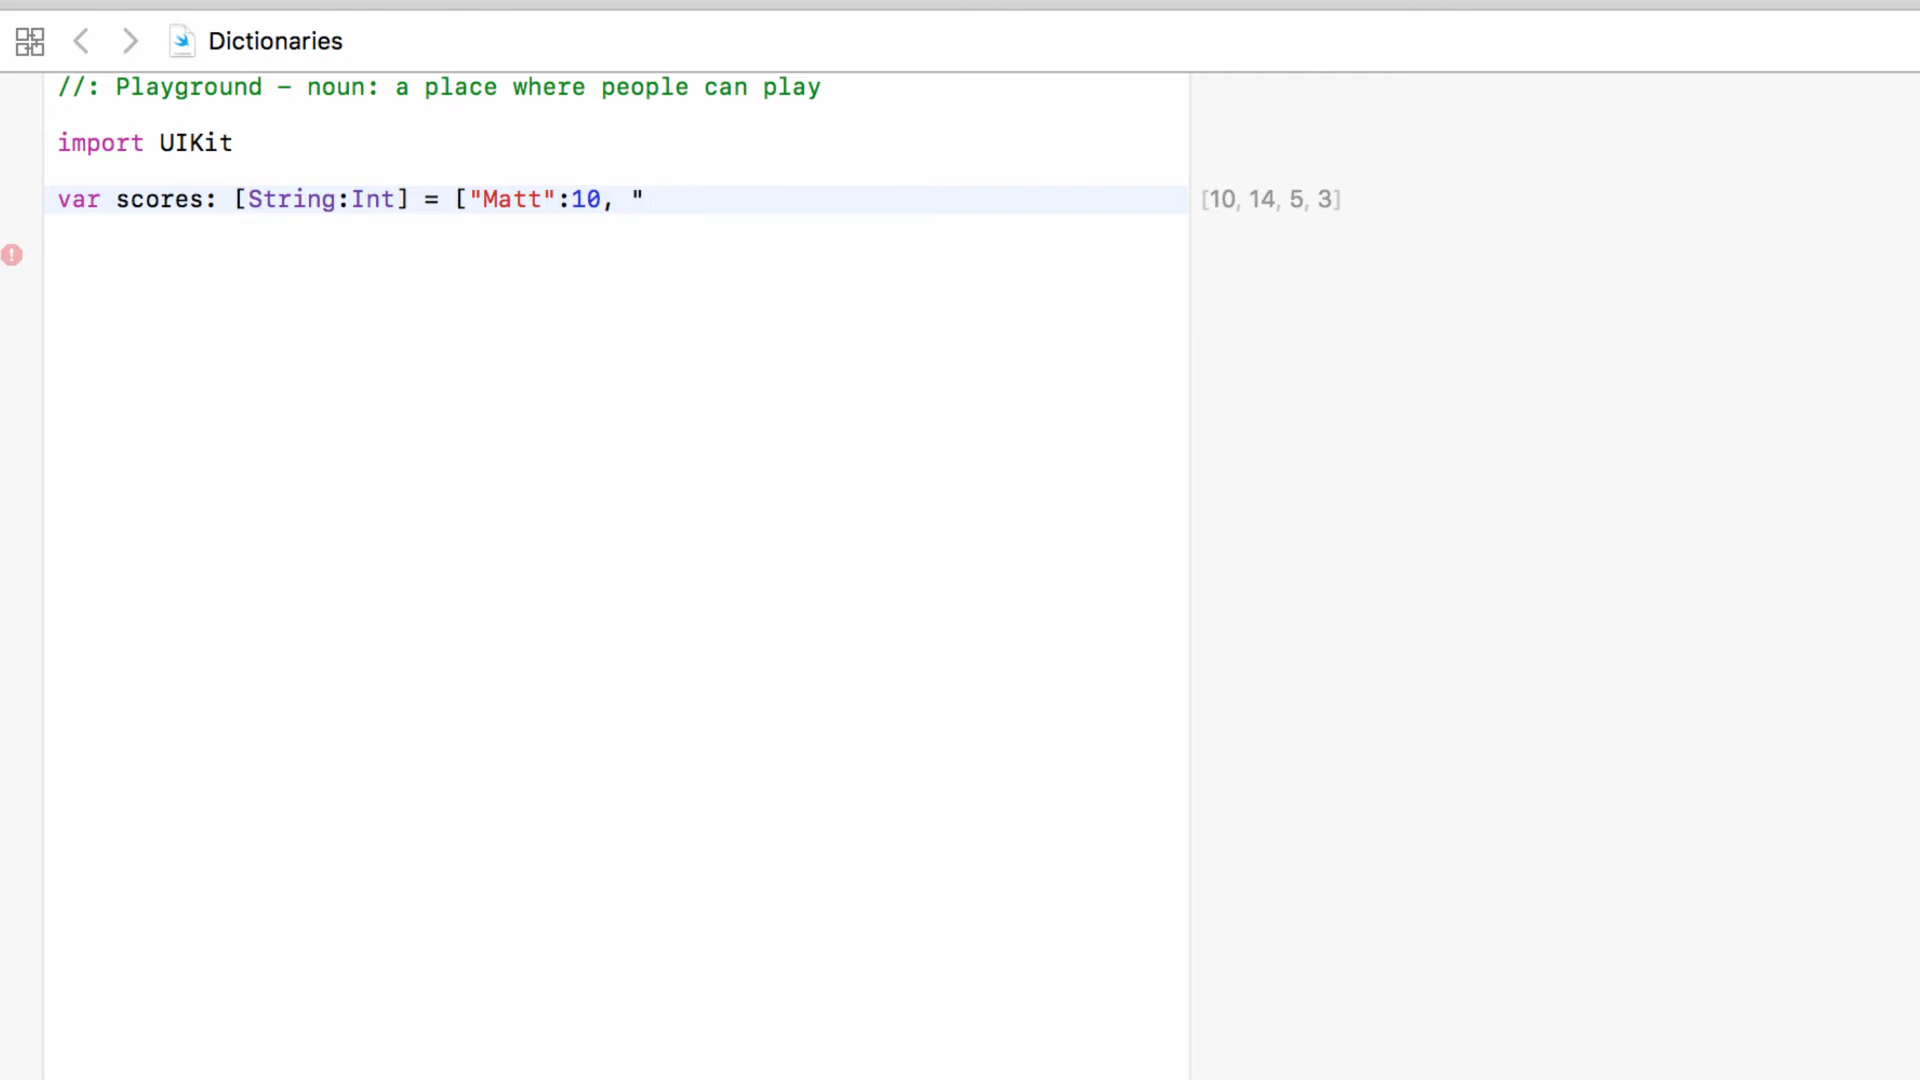 Dictionaries
//: Playground – noun: a place where people can play
import UIKit
var scores: [String:Int] = ["Matt":10, "
[10, 14, 5, 3]